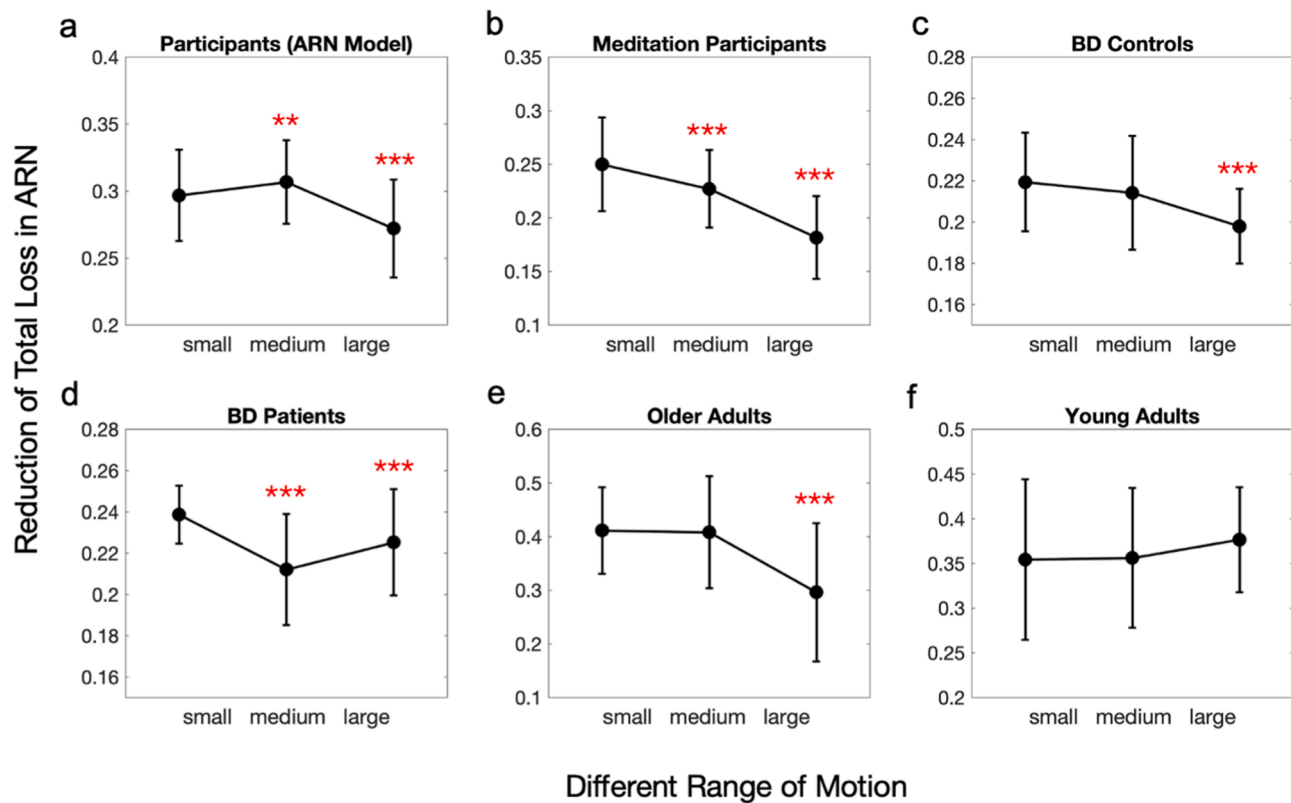 a
Participants (ARN Model)
0.4
0.35
0.3
0.25
0.2
**
***
small medium large
b
Meditation Participants
0.35
0.3
0.25
0.2
0.15
0.1
***
***
small medium large
c
BD Controls
0.28
0.26
0.24
0.22
0.2
0.18
0.16
***
small medium large
Reduction of Total Loss in ARN
d
BD Patients
0.28
0.26
0.24
0.22
0.2
0.18
0.16
***
***
small medium large
e
Older Adults
0.6
0.5
0.4
0.3
0.2
0.1
***
small medium large
f
Young Adults
0.5
0.45
0.4
0.35
0.3
0.25
0.2
small medium large
Different Range of Motion